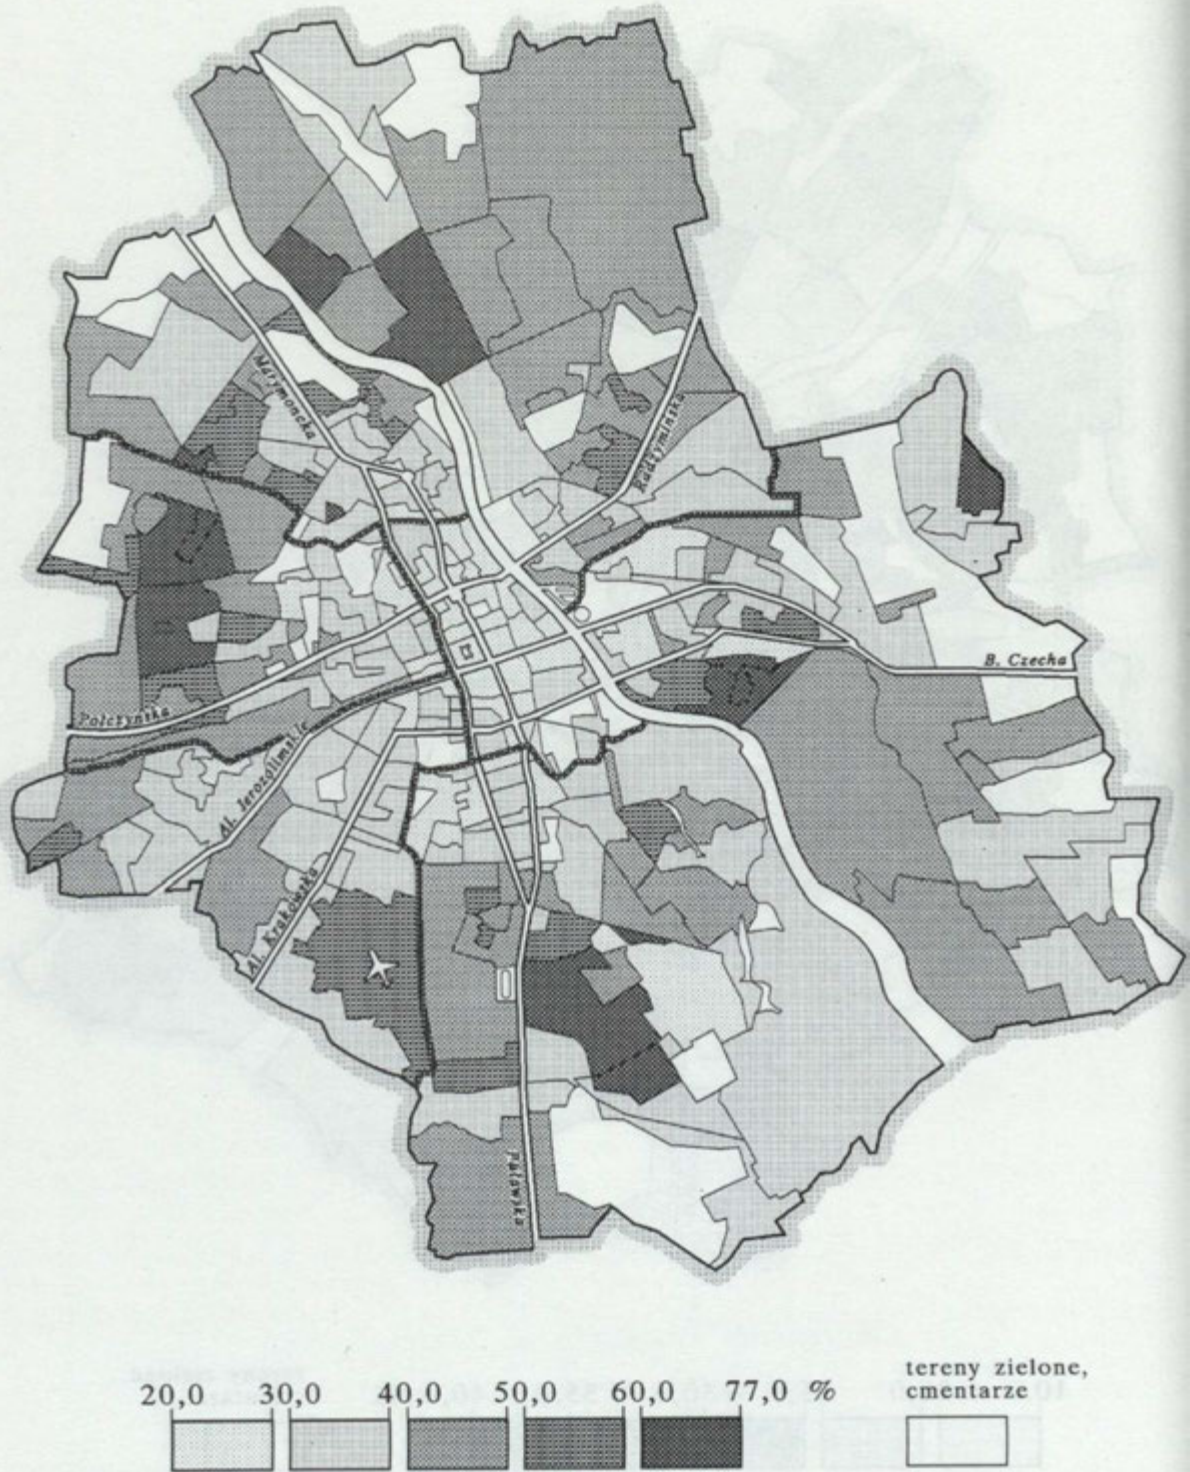 Marymoncka
Radzymińska
B. Czecha
Połczyńska
Al. Jerozolimskie
Al. Krakowska
Puławska
tereny zielone,
cmentarze
20,0 30,0 40,0 50,0 60,0 77,0 %